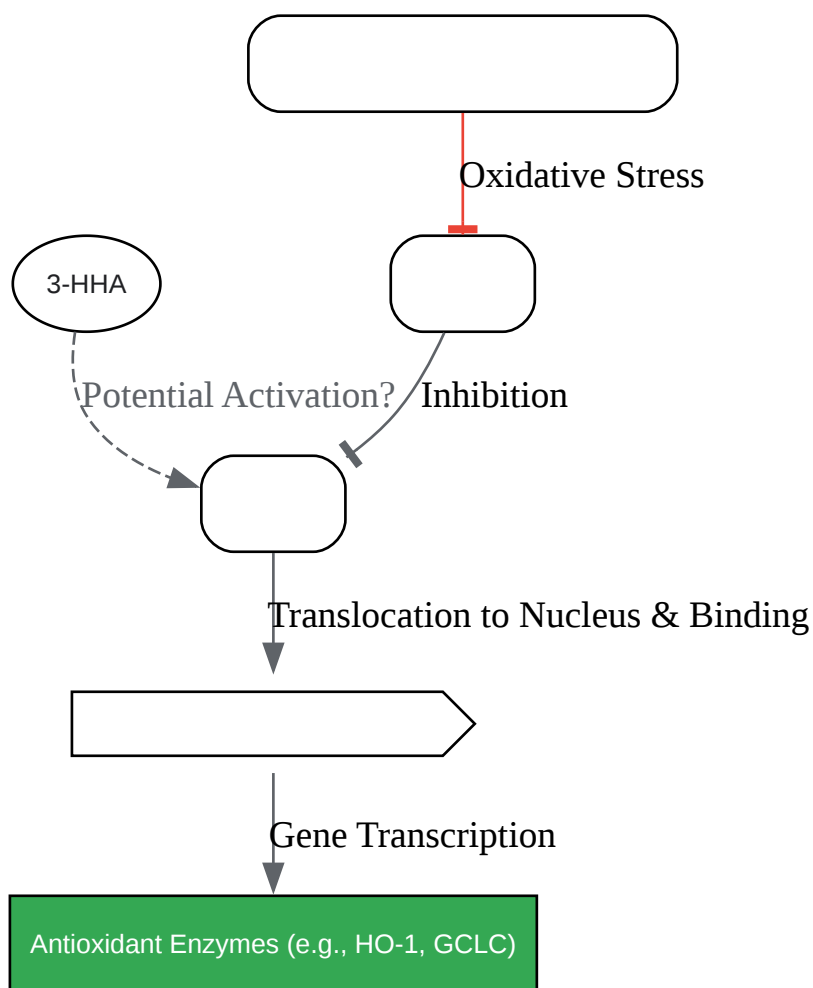 Oxidative Stress
3-HHA
Potential Activation?
Inhibition
Translocation to Nucleus & Binding
Gene Transcription
Antioxidant Enzymes (e.g., HO-1, GCLC)